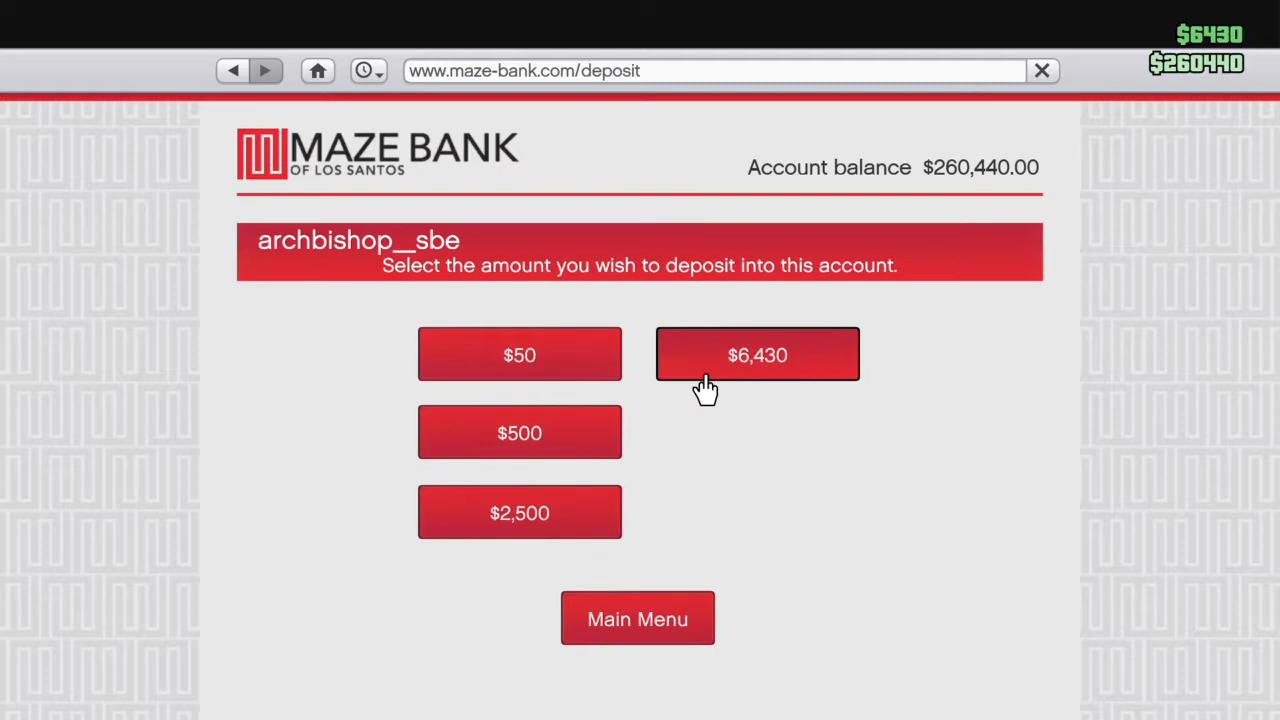 $6430
$260440
www.maze-bank.com/deposit
MAZE BANK
OF LOS SANTOS
Account balance $260,440.00
archbishop__sbe
Select the amount you wish to deposit into this account.
$50
$6,430
$500
$2,500
Main Menu